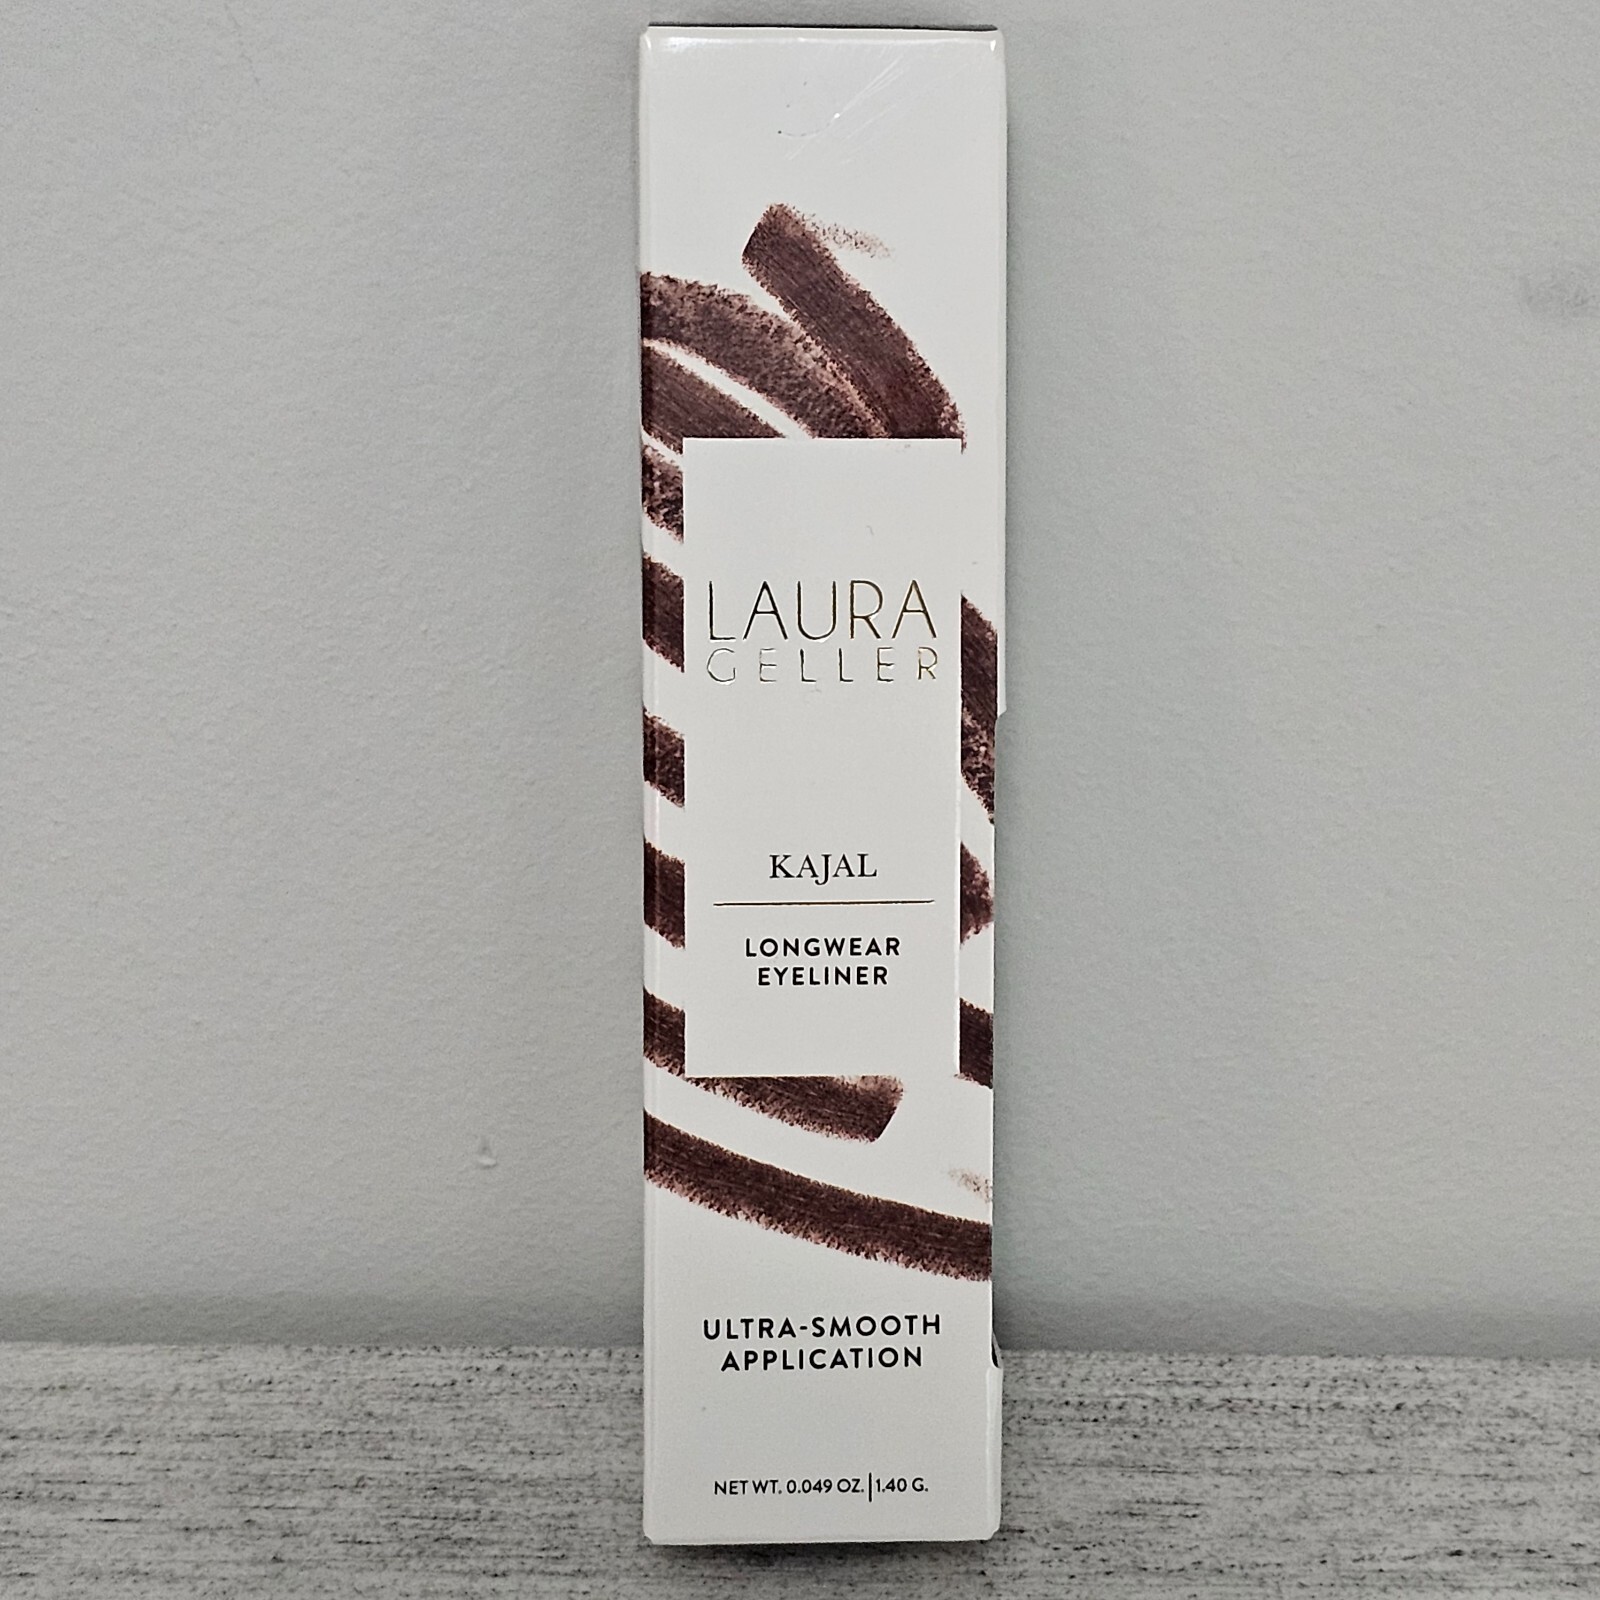 LAURA
GELLER
KAJAL
LONGWEAR
EYELINER
ULTRA-SMOOTH
APPLICATION
NET WT. 0.049 OZ.|1.40 G.